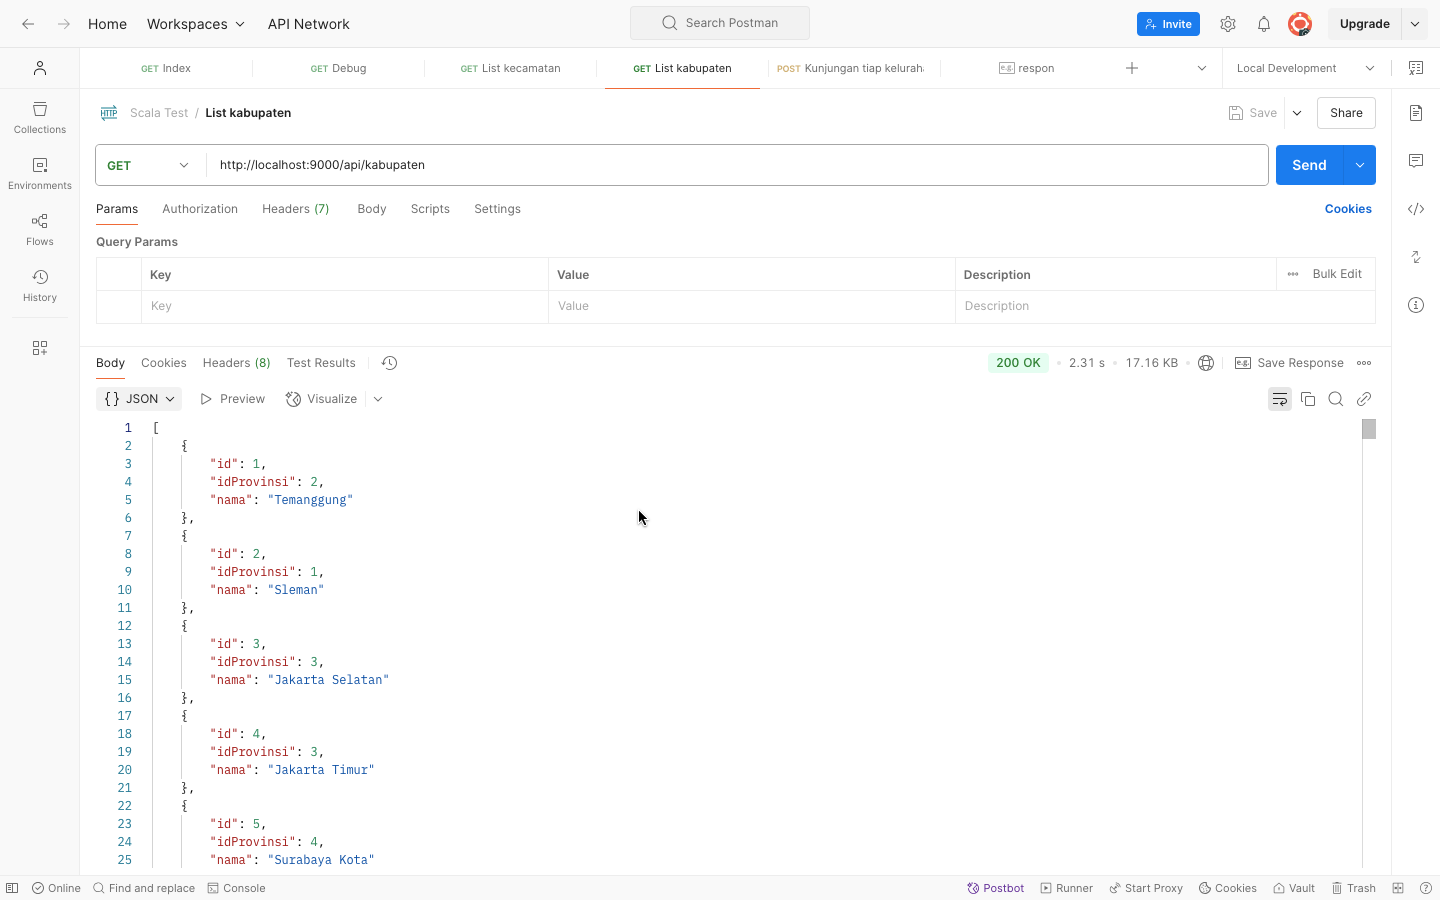 Home
Workspaces
API Network
Search Postman
Invite
Upgrade
GET Index
GET Debug
GET List kecamatan
GET List kabupaten
POST Kunjungan tiap kelurah
e.g. respon
Local Development
Scala Test / List kabupaten
Save
Share
HTTP
GET
http://localhost:9000/api/kabupaten
Send
Collections
Environments
Flows
History
Params
Authorization
Headers (7)
Body
Scripts
Settings
Cookies
Query Params
Key
Value
Description
Bulk Edit
Key
Value
Description
Body
Cookies
Headers (8)
Test Results
200 OK
2.31 s
17.16 KB
e.g. Save Response
{} JSON
Preview
Visualize
1 [
2 {
3 "id": 1,
4 "idProvinsi": 2,
5 "nama": "Temanggung"
6 },
7 {
8 "id": 2,
9 "idProvinsi": 1,
10 "nama": "Sleman"
11 },
12 {
13 "id": 3,
14 "idProvinsi": 3,
15 "nama": "Jakarta Selatan"
16 },
17 {
18 "id": 4,
19 "idProvinsi": 3,
20 "nama": "Jakarta Timur"
21 },
22 {
23 "id": 5,
24 "idProvinsi": 4,
25 "nama": "Surabaya Kota"
Online
Find and replace
Console
Postbot
Runner
Start Proxy
Cookies
Vault
Trash